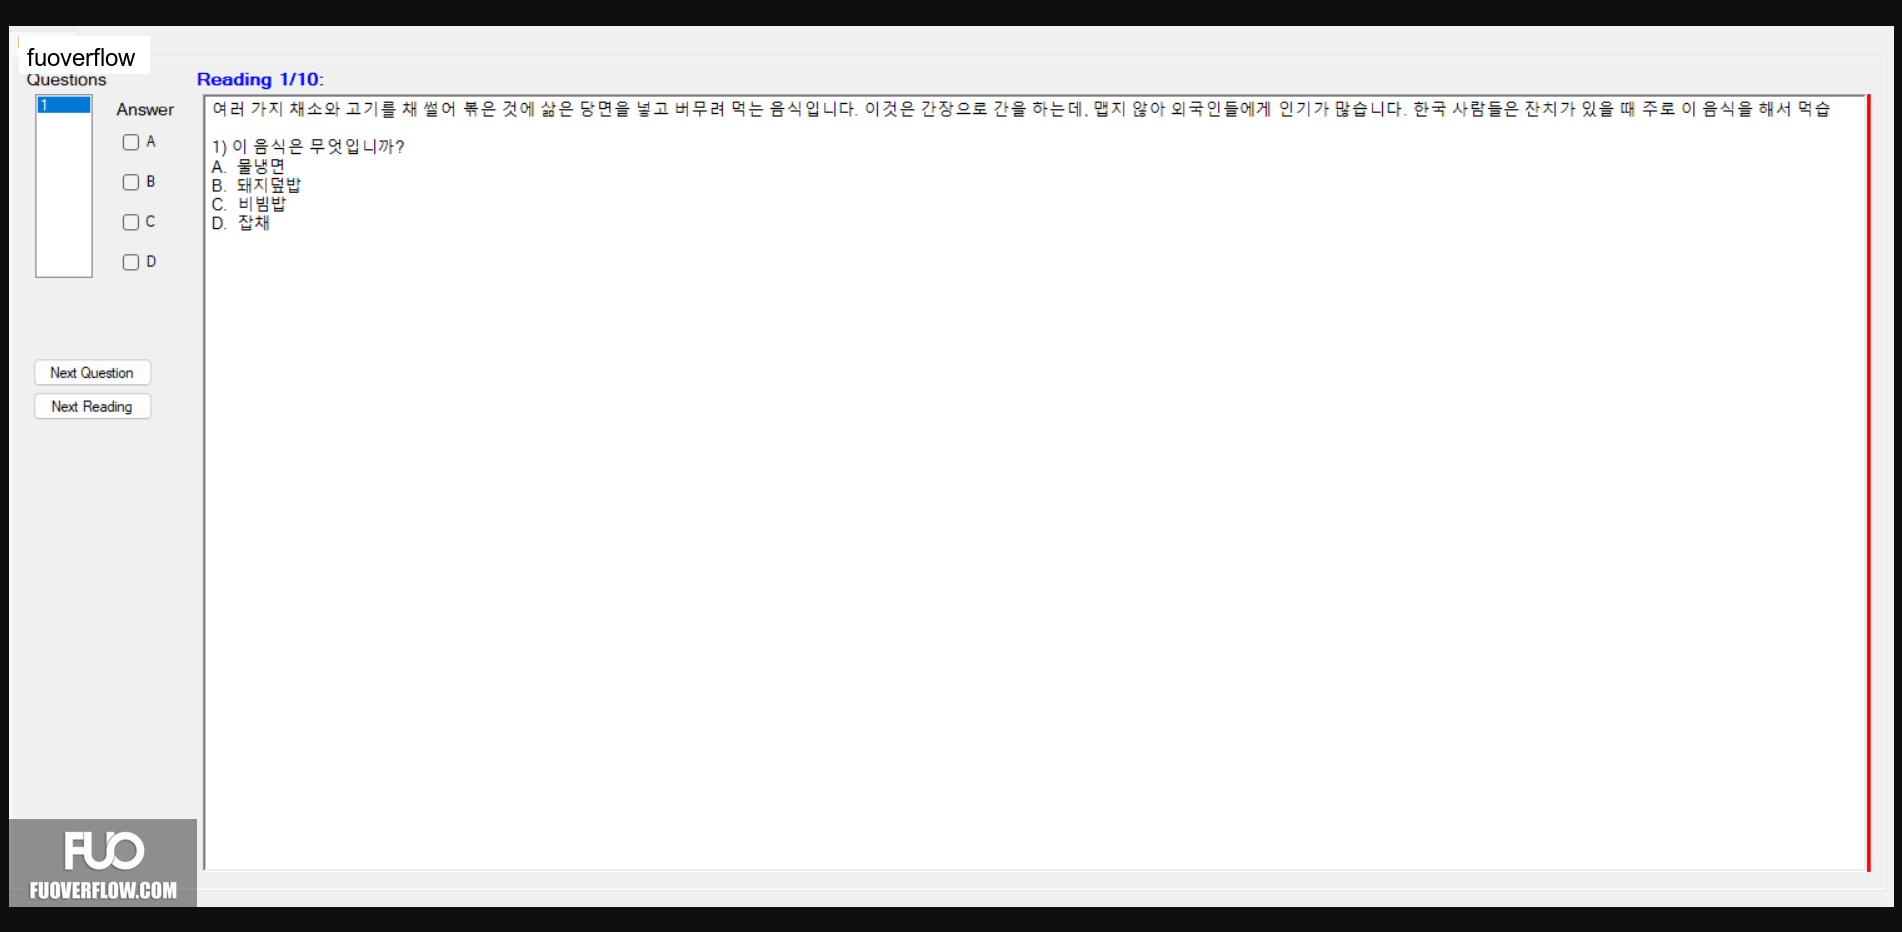 fuoverflow
Questions
Reading 1/10:
1
Answer
A
B
C
D
Next Question
Next Reading
여러 가지 채소와 고기를 채 썰어 볶은 것에 삶은 당면을 넣고 버무려 먹는 음식입니다. 이것은 간장으로 간을 하는데, 맵지 않아 외국인들에게 인기가 많습니다. 한국 사람들은 잔치가 있을 때 주로 이 음식을 해서 먹습
1) 이 음식은 무엇입니까?
A. 물냉면
B. 돼지덮밥
C. 비빔밥
D. 잡채
FUO
FUOVERFLOW.COM